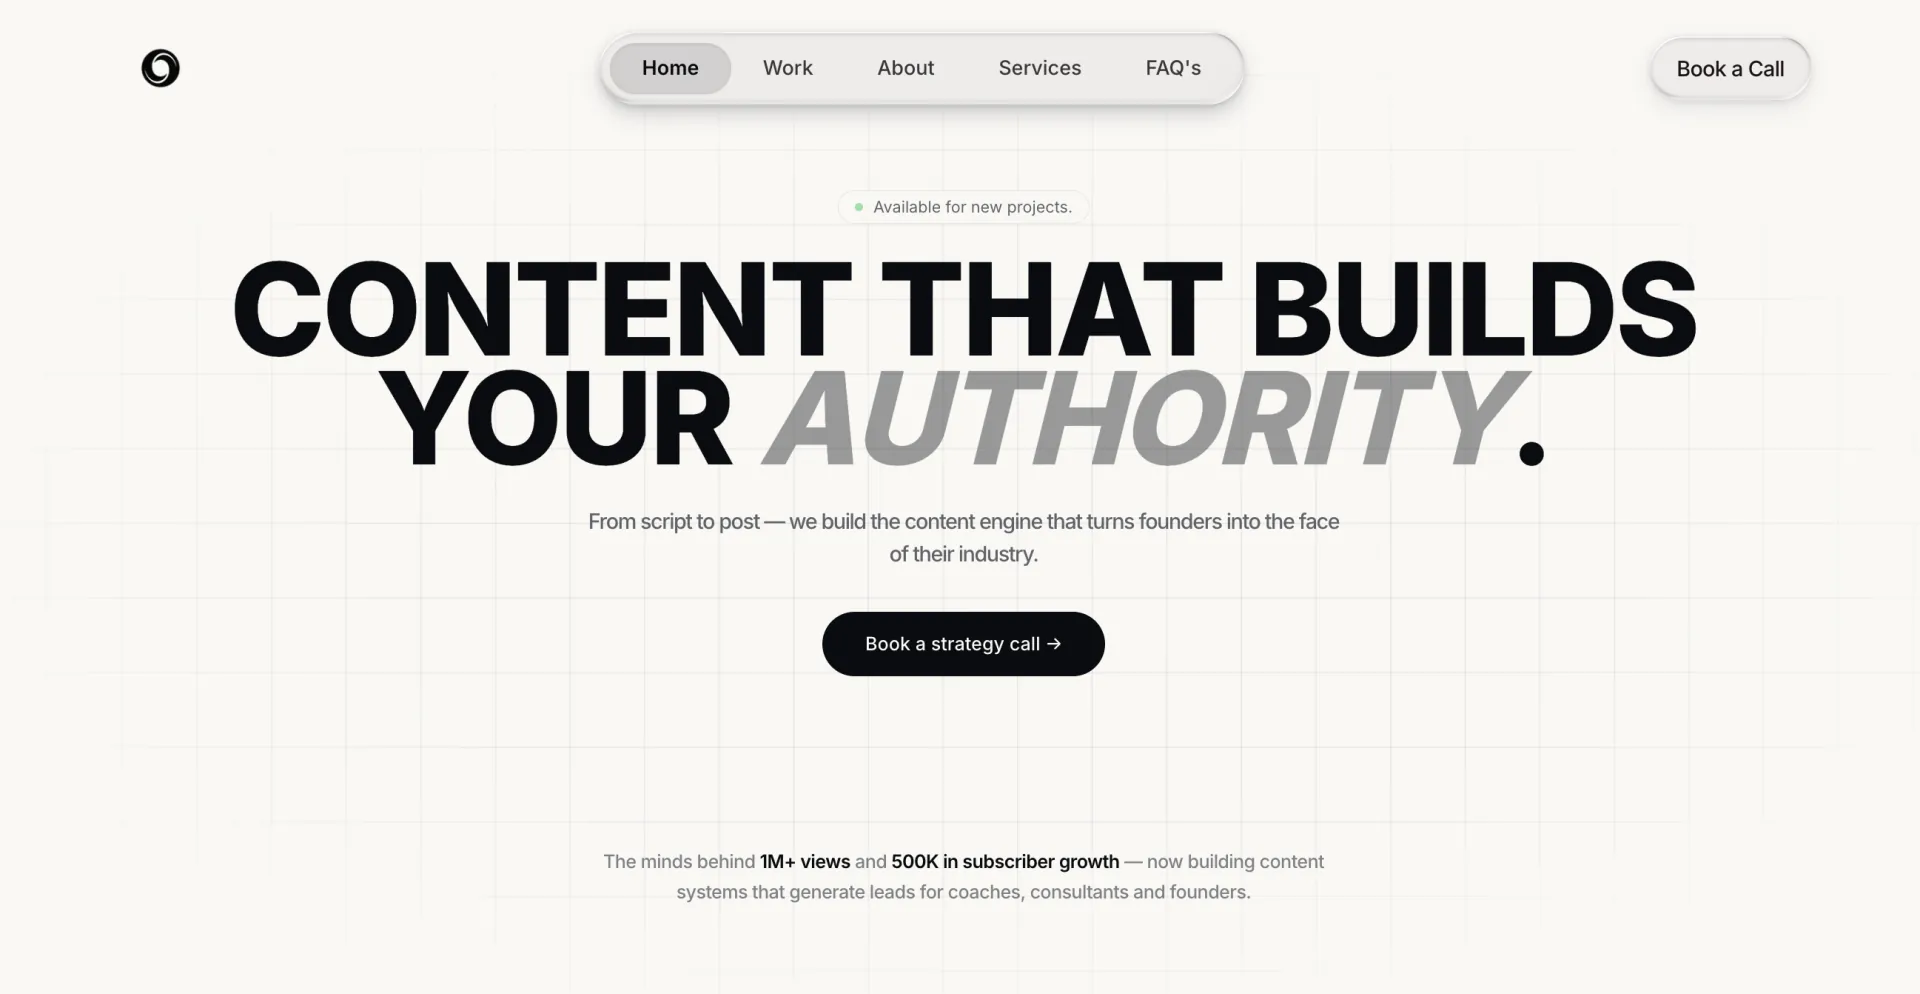 Home
Work
About
Services
FAQ's
Book a Call
Available for new projects.
CONTENT THAT BUILDS
YOUR AUTHORITY.
From script to post — we build the content engine that turns founders into the face
of their industry.
Book a strategy call →
The minds behind 1M+ views and 500K in subscriber growth — now building content
systems that generate leads for coaches, consultants and founders.